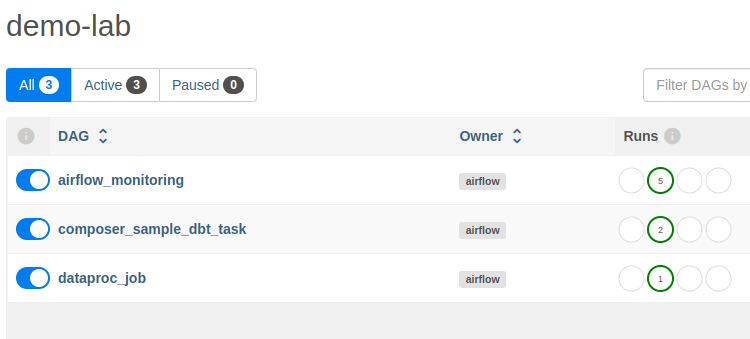 demo-lab
All 3 Active 3 Paused 0 Filter DAGs by
DAG Owner Runs
airflow_monitoring airflow 5
composer_sample_dbt_task airflow 2
dataproc_job airflow 1